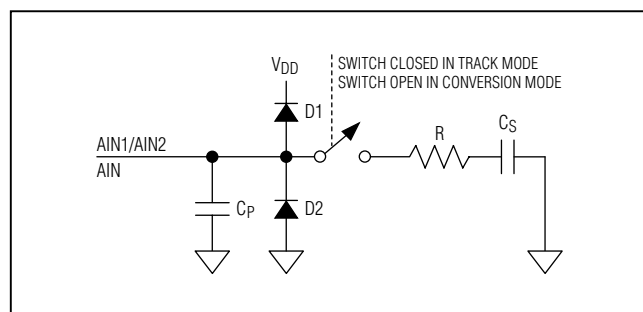 SWITCH CLOSED IN TRACK MODE
SWITCH OPEN IN CONVERSION MODE
VDD
D1
R
CS
AIN1/AIN2
AIN
CP
D2